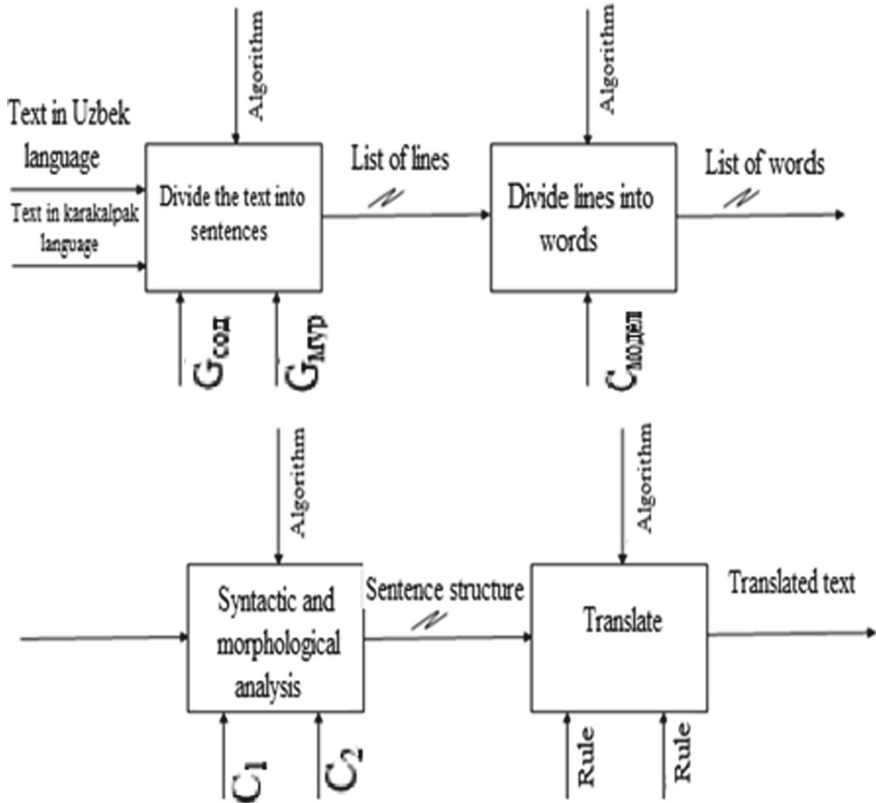 Algorithm
Algorithm
Text in Uzbek
language
Text in karakalpak
language
Divide the text into
sentences
List of lines
Divide lines into
words
List of words
Gсод
Gмур
Cмодел
Algorithm
Algorithm
Syntactic and
morphological
analysis
Sentence structure
Translate
Translated text
C1
C2
Rule
Rule